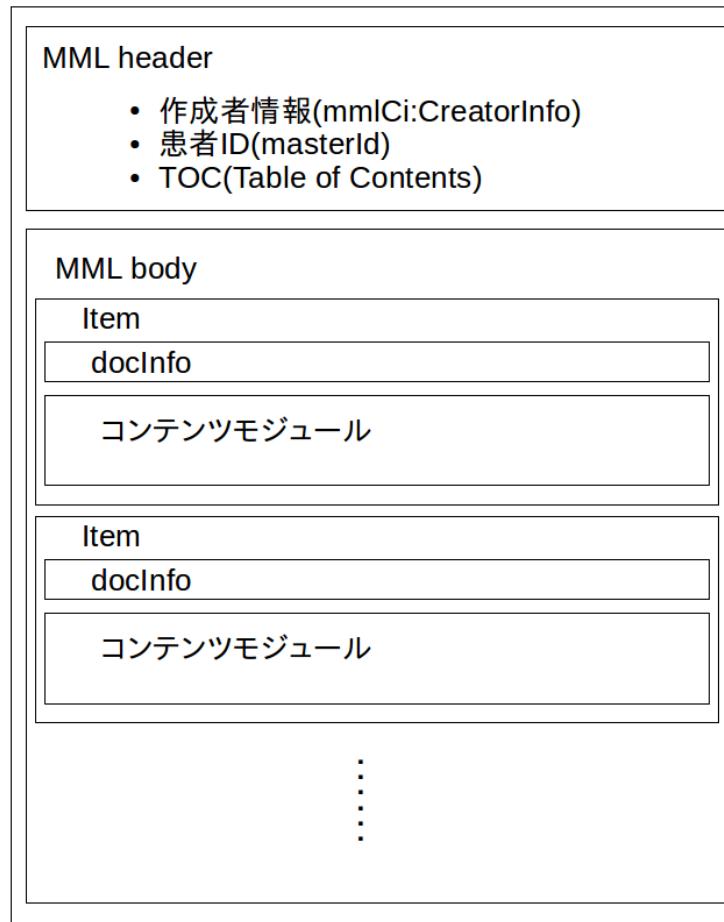 MML header
• 作成者情報(mmlCi:CreatorInfo)
• 患者ID(masterId)
• TOC(Table of Contents)
MML body
Item
docInfo
コンテンツモジュール
Item
docInfo
コンテンツモジュール